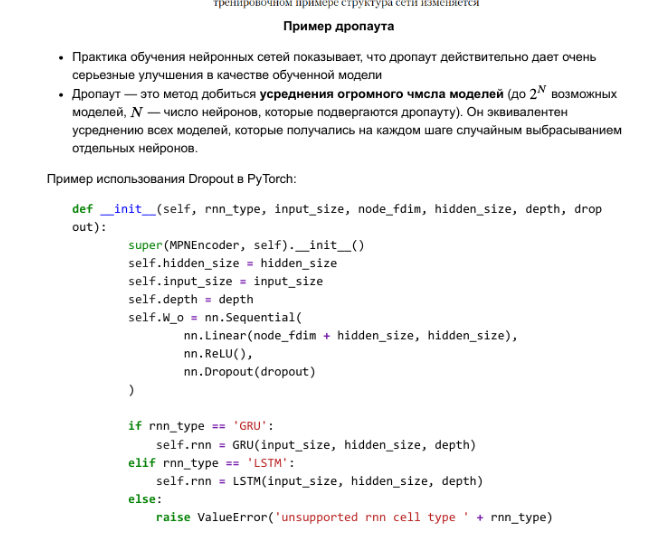 тренировочном примере структура сети изменяется
Пример дропаута
• Практика обучения нейронных сетей показывает, что дропаут действительно дает очень
серьезные улучшения в качестве обученной модели
• Дропаут — это метод добиться усреднения огромного чмсла моделей (до 2^N возможных
моделей, N — число нейронов, которые подвергаются дропауту). Он эквивалентен
усреднению всех моделей, которые получались на каждом шаге случайным выбрасыванием
отдельных нейронов.
Пример использования Dropout в PyTorch:
def __init__(self, rnn_type, input_size, node_fdim, hidden_size, depth, drop
out):
        super(MPNEncoder, self).__init__()
        self.hidden_size = hidden_size
        self.input_size = input_size
        self.depth = depth
        self.W_o = nn.Sequential(
                nn.Linear(node_fdim + hidden_size, hidden_size),
                nn.ReLU(),
                nn.Dropout(dropout)
        )
        if rnn_type == 'GRU':
            self.rnn = GRU(input_size, hidden_size, depth)
        elif rnn_type == 'LSTM':
            self.rnn = LSTM(input_size, hidden_size, depth)
        else:
            raise ValueError('unsupported rnn cell type ' + rnn_type)